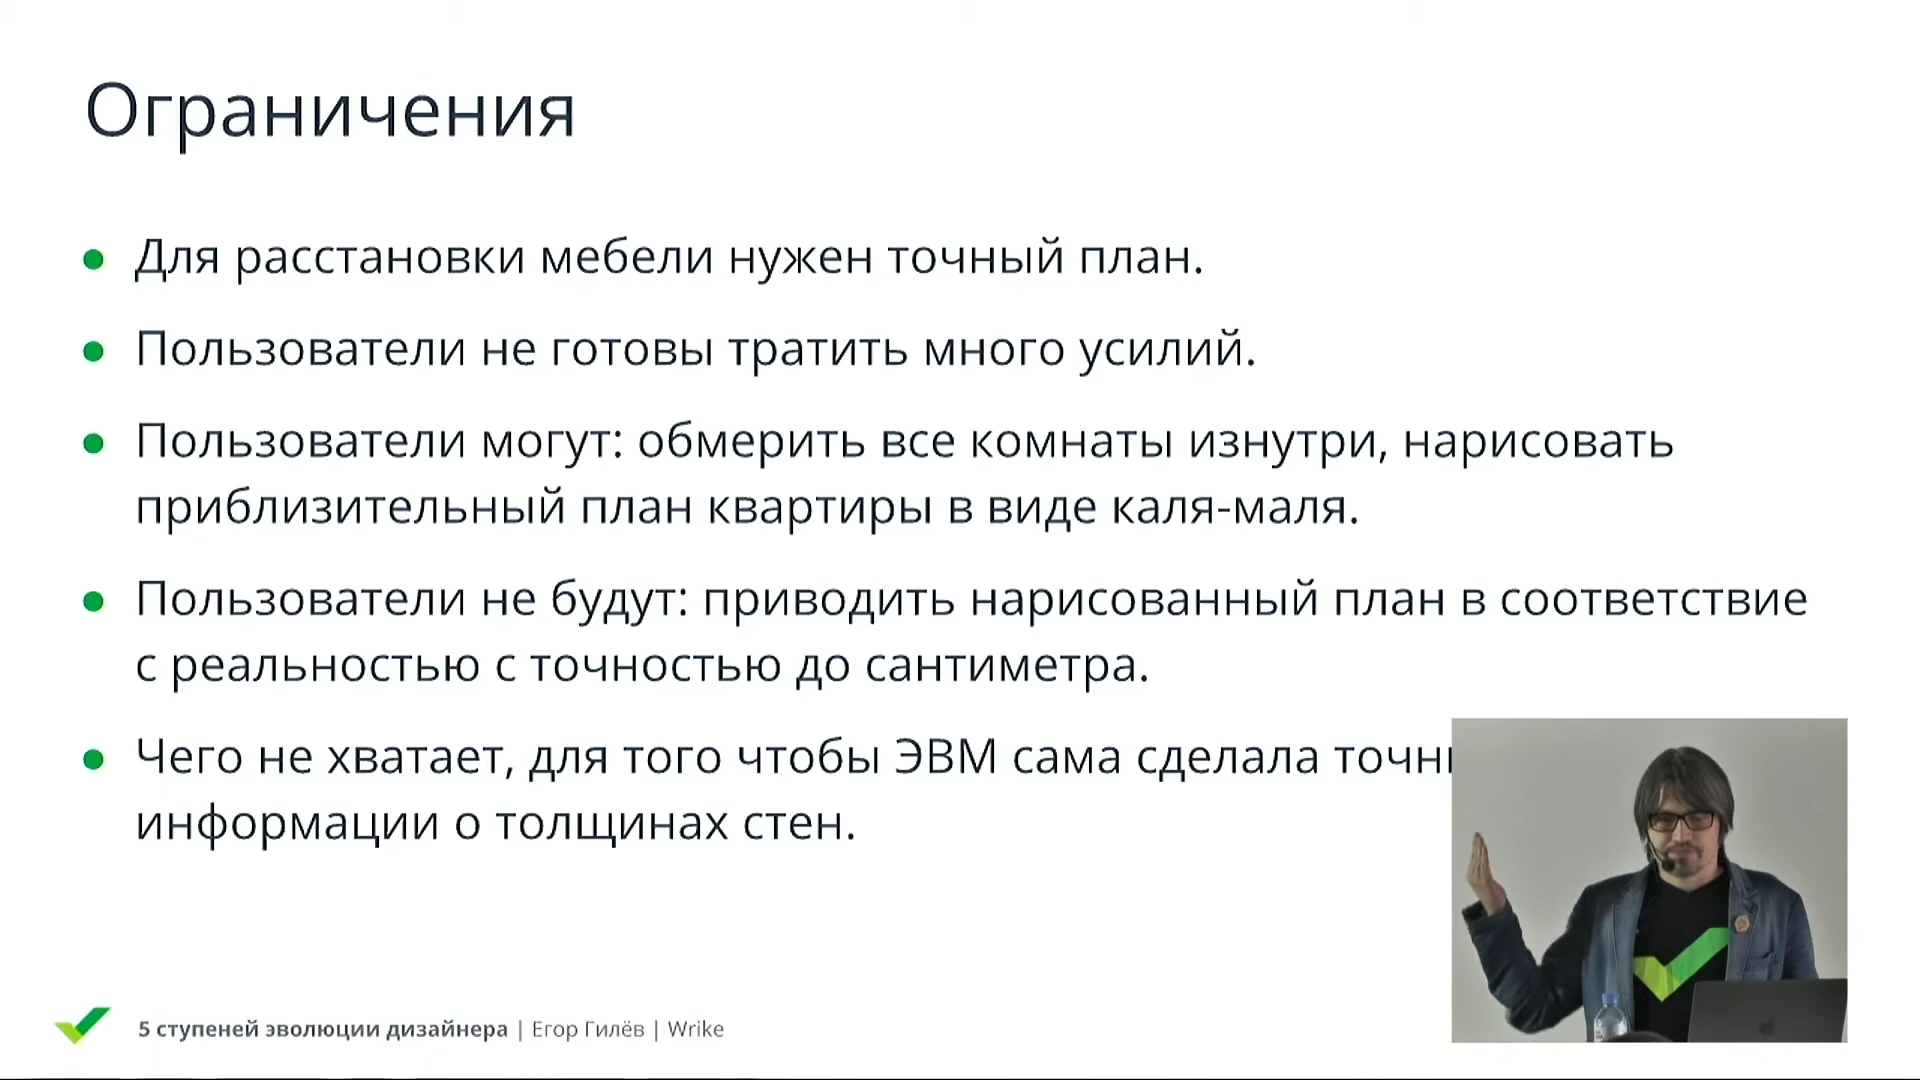 Ограничения
Для расстановки мебели нужен точный план.
Пользователи не готовы тратить много усилий.
Пользователи могут: обмерить все комнаты изнутри, нарисовать
приблизительный план квартиры в виде каля-маля.
Пользователи не будут: приводить нарисованный план в соответствие
с реальностью с точностью до сантиметра.
Чего не хватает, для того чтобы ЭВМ сама сделала
информации о толщинах стен.
5 ступеней эволюции дизайнера | Егор Гилёв | Wrike